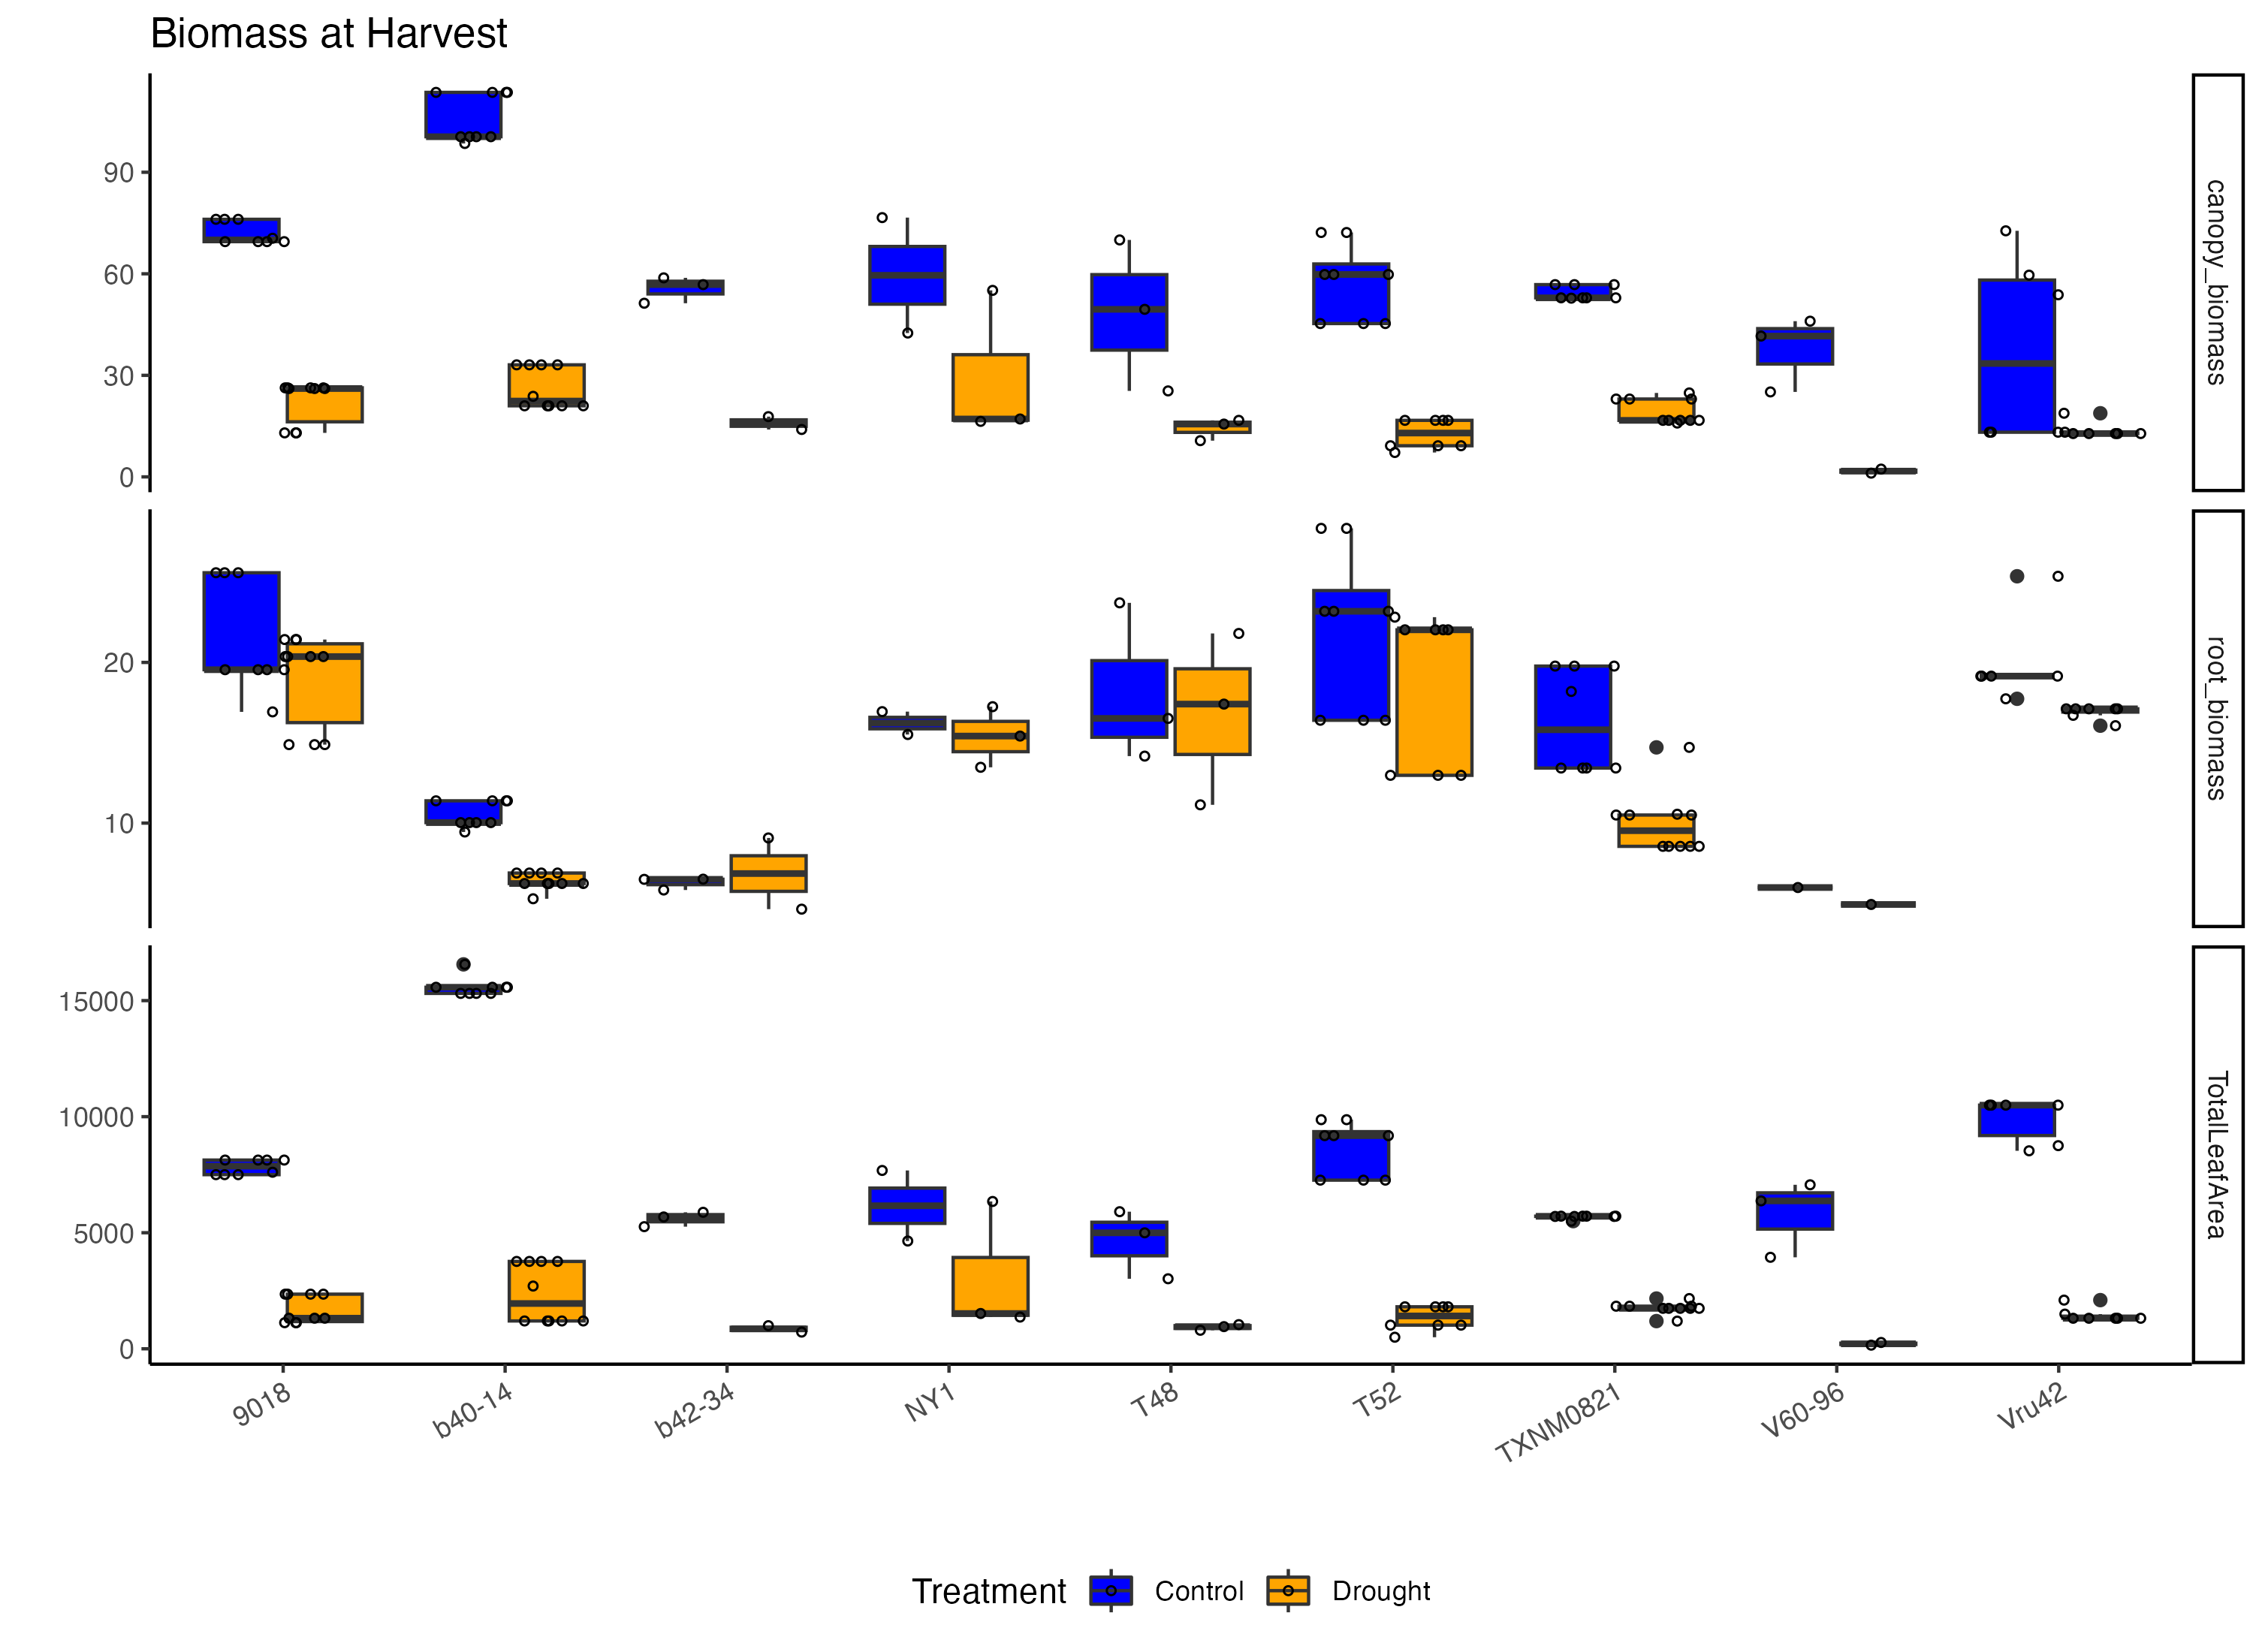 Biomass at Harvest
90
60
30
0
canopy_biomass
20
10
root_biomass
15000
10000
5000
0
TotalLeafArea
9018
b40-14
b42-34
NY1
T48
T52
TXNM0821
V60-96
Vru42
Treatment Control Drought